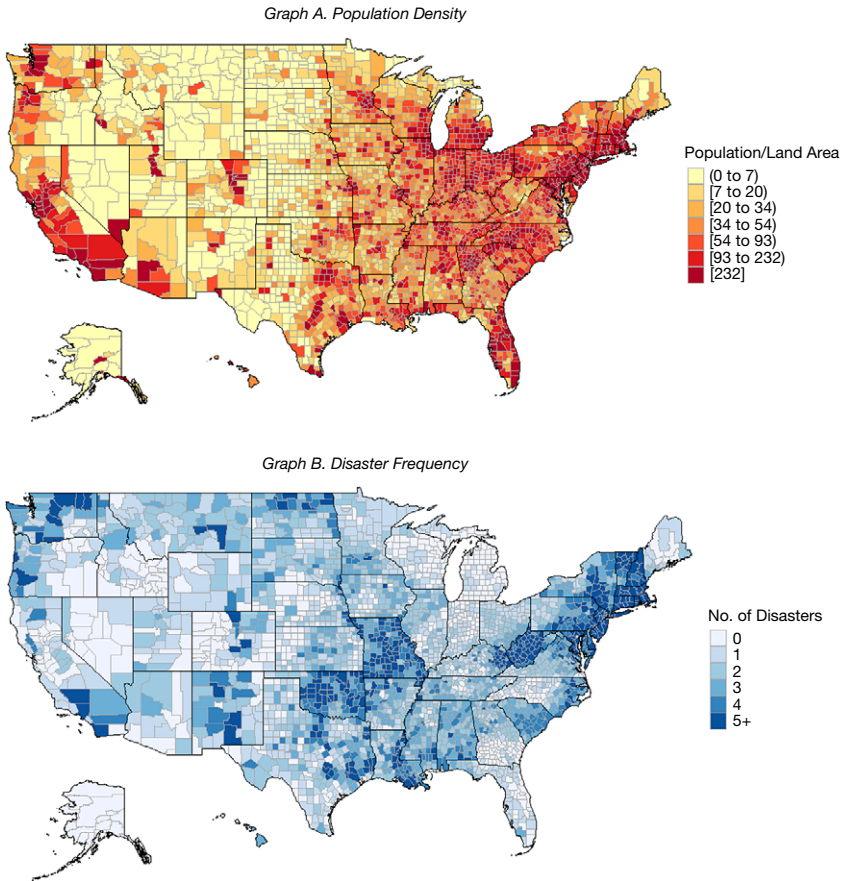 Graph A. Population Density
Population/Land Area
(0 to 7)
[7 to 20)
[20 to 34)
[34 to 54)
[54 to 93)
[93 to 232)
[232]
Graph B. Disaster Frequency
No. of Disasters
0
1
2
3
4
5+